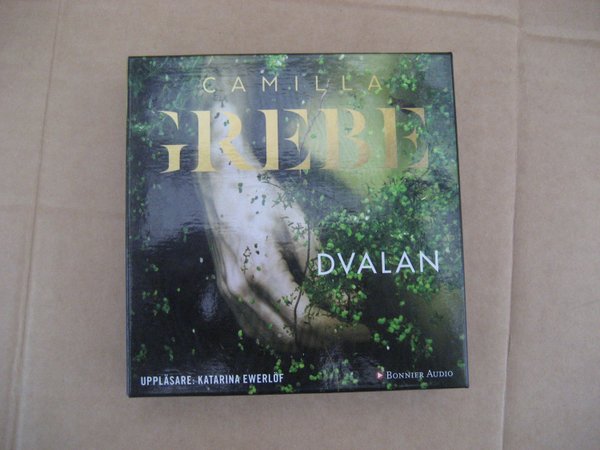 CAMILLA
GREBE
DVALAN
UPPLÄSARE: KATARINA EWERLÖF
BONNIER AUDIO